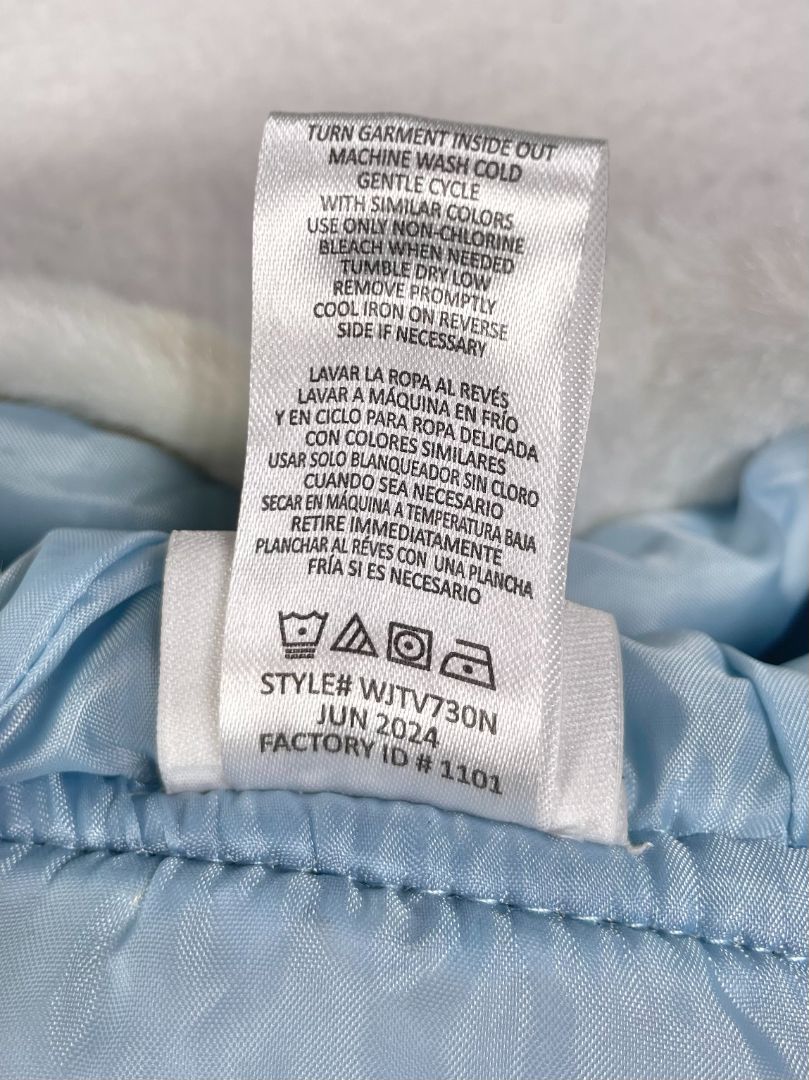 TURN GARMENT INSIDE OUT
MACHINE WASH COLD
GENTLE CYCLE
WITH SIMILAR COLORS
USE ONLY NON-CHLORINE
BLEACH WHEN NEEDED
TUMBLE DRY LOW
REMOVE PROMPTLY
COOL IRON ON REVERSE
SIDE IF NECESSARY
LAVAR LA ROPA AL REVÉS
LAVAR A MÁQUINA EN FRÍO
Y EN CICLO PARA ROPA DELICADA
CON COLORES SIMILARES
USAR SOLO BLANQUEADOR SIN CLORO
CUANDO SEA NECESARIO
SECAR EN MÁQUINA A TEMPERATURA BAJA
RETIRE IMMEDIATAMENTE
PLANCHAR AL RÉVES CON UNA PLANCHA
FRÍA SI ES NECESARIO
STYLE# WJTV730N
JUN 2024
FACTORY ID # 1101